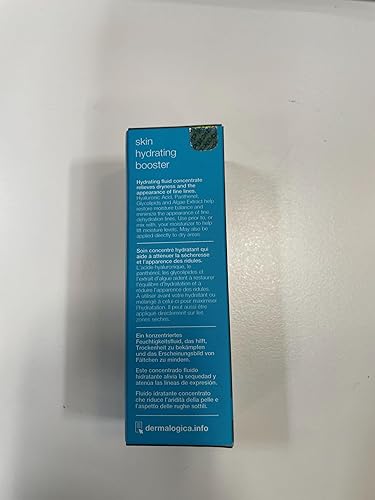 skin
hydrating
booster
Hydrating fluid concentrate
relieves dryness and the
appearance of fine lines.
Hyaluronic Acid, Panthenol,
Glycolipids and Algae Extract help
restore moisture balance and
minimize the appearance of fine
dehydration lines. Use prior to, or
mix with, your moisturizer to help
lift moisture levels. May also be
applied directly to dry areas.
Soin concentré hydratant qui
aide à atténuer la sécheresse
et l'apparence des ridules.
L'acide hyaluronique, le
panthénol, les glycolipides et
l'extrait d'algue aident à restaurer
l'équilibre d'hydratation et à
réduire l'apparence des ridules.
À utiliser avant votre hydratant ou
mélangé à celui-ci pour maximiser
l'hydratation. Il peut aussi être
appliqué directement sur les
zones sèches.
Ein konzentriertes
Feuchtigkeitsfluid, das hilft,
Trockenheit zu bekämpfen
und das Erscheinungsbild von
Fältchen zu mindern.
Este concentrado fluido
hidratante alivia la sequedad y
atenúa las líneas de expresión.
Fluido idratante concentrato
che riduce l'aridità della pelle e
l'aspetto delle rughe sottili.
dermalogica.info